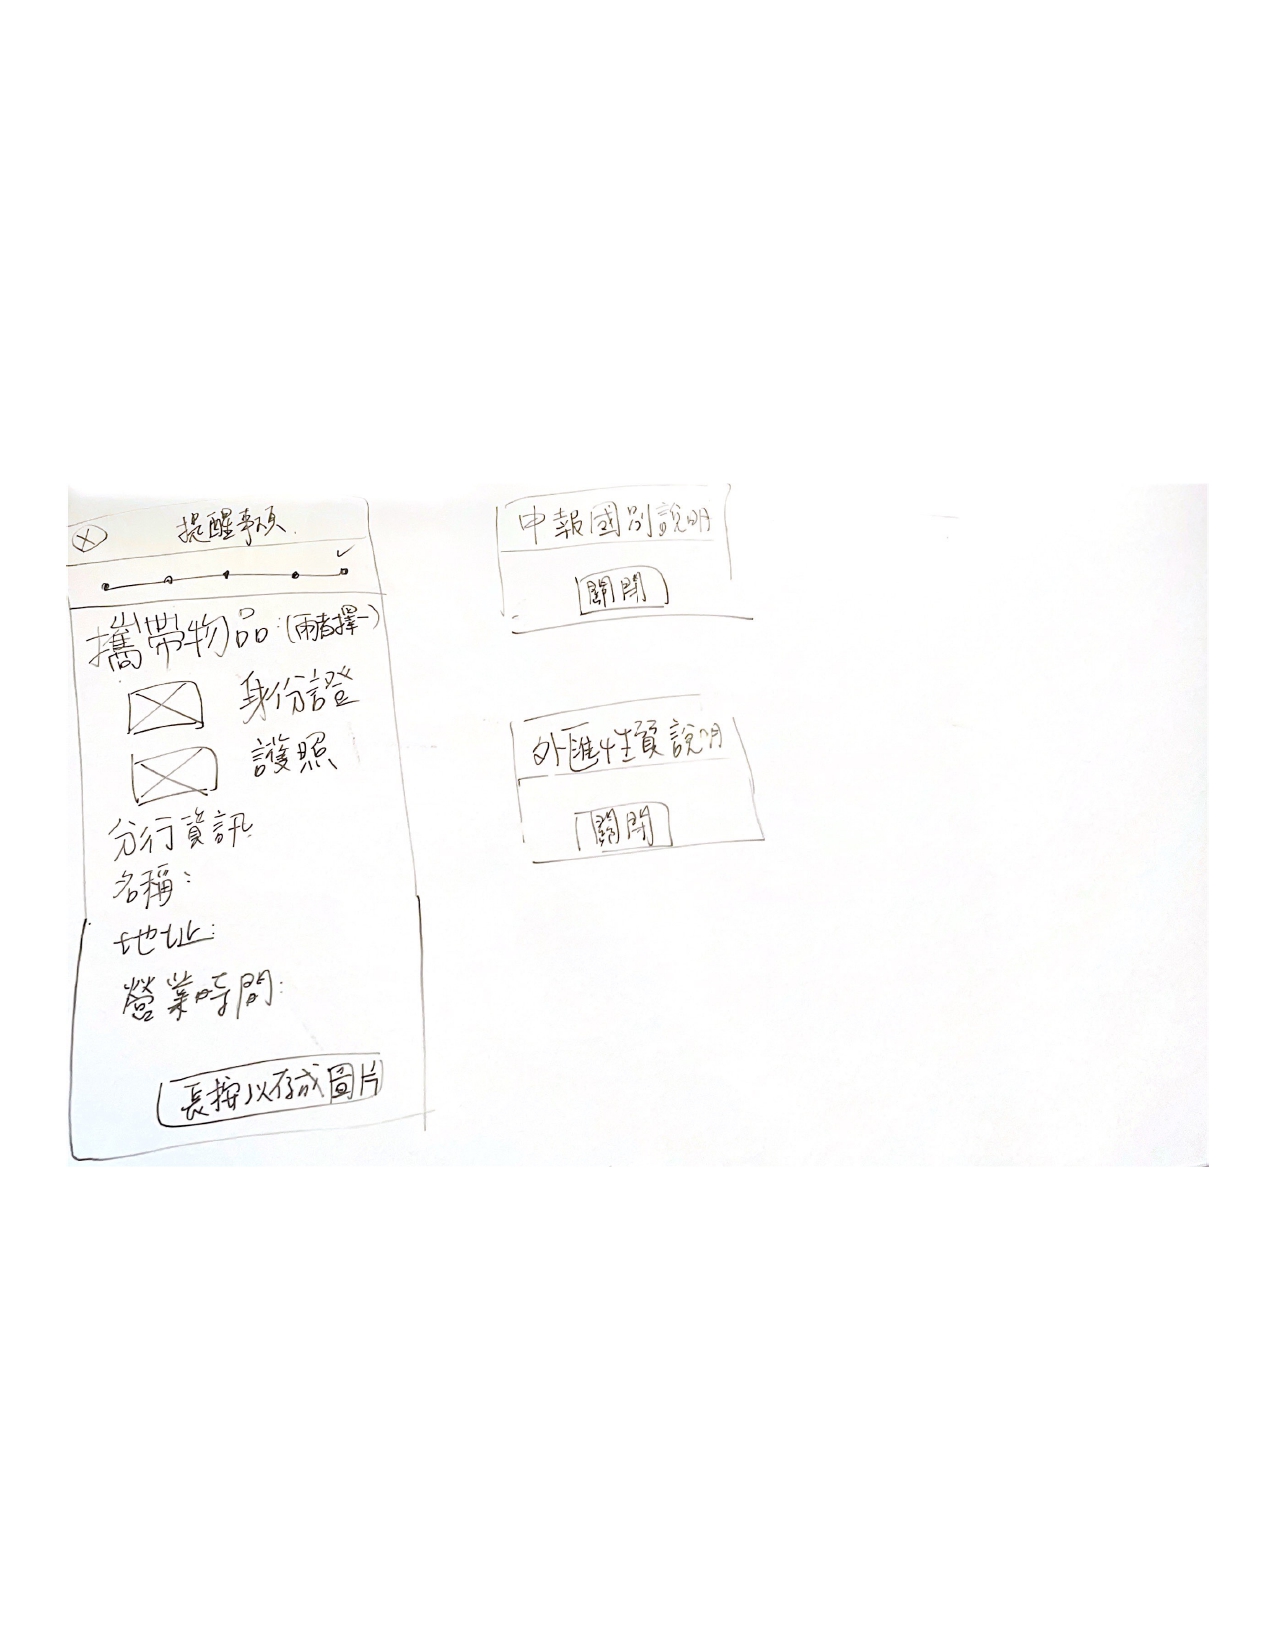 提醒事項
攜帶物品:(兩者擇一)
身份證
護照
分行資訊
名稱:
地址:
營業時間:
長按以存成圖片
申報國別說明
關閉
外匯性質說明
關閉